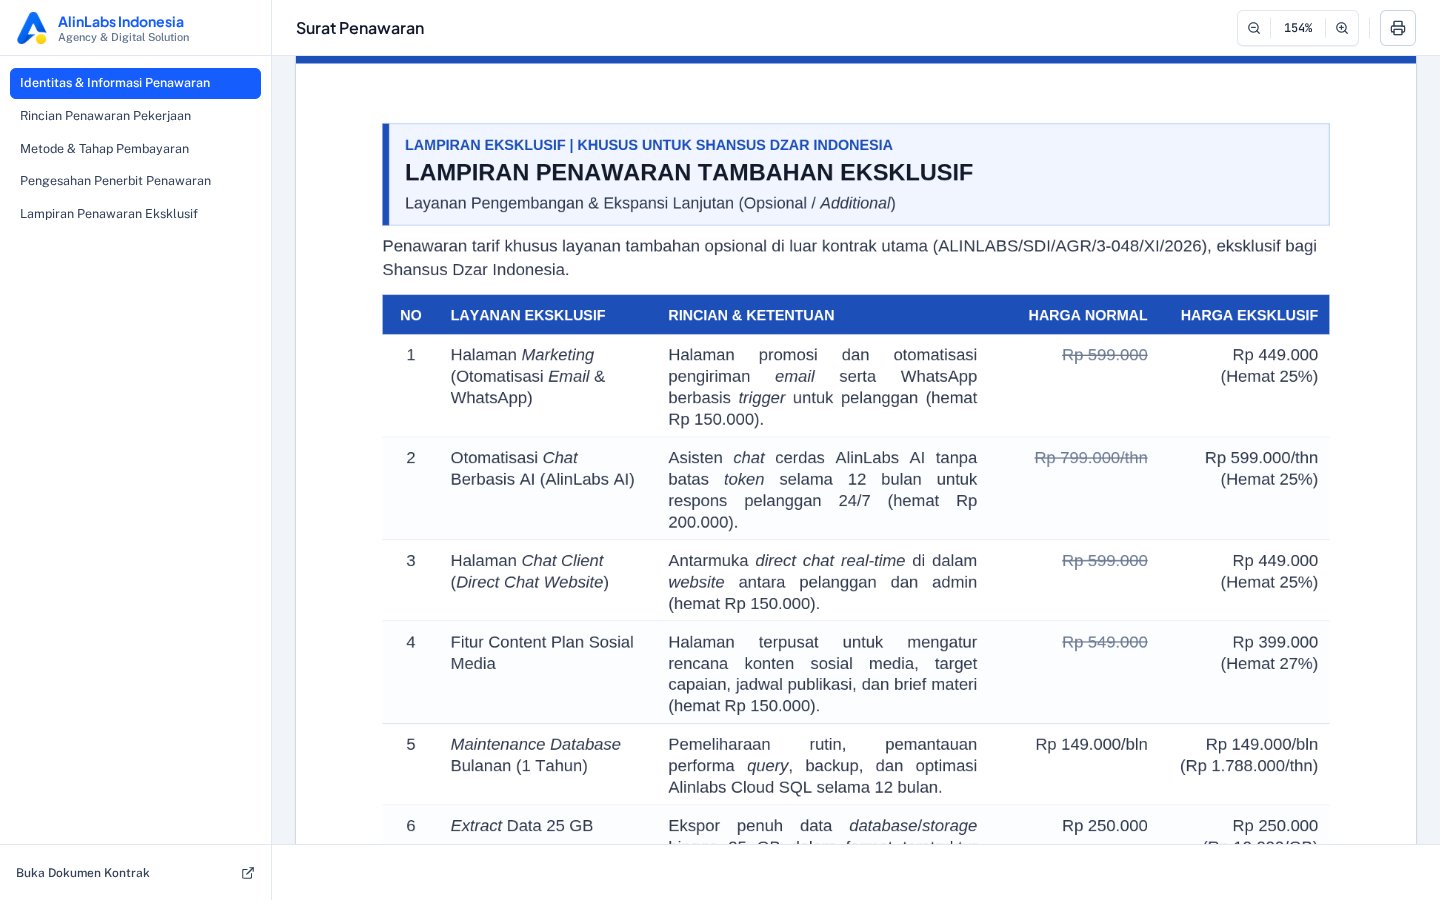 AlinLabs Indonesia
Agency & Digital Solution
Surat Penawaran
154%
Identitas & Informasi Penawaran
Rincian Penawaran Pekerjaan
Metode & Tahap Pembayaran
Pengesahan Penerbit Penawaran
Lampiran Penawaran Eksklusif
LAMPIRAN EKSKLUSIF | KHUSUS UNTUK SHANSUS DZAR INDONESIA
LAMPIRAN PENAWARAN TAMBAHAN EKSKLUSIF
Layanan Pengembangan & Ekspansi Lanjutan (Opsional / Additional)
Penawaran tarif khusus layanan tambahan opsional di luar kontrak utama (ALINLABS/SDI/AGR/3-048/XI/2026), eksklusif bagi
Shansus Dzar Indonesia.
NO LAYANAN EKSKLUSIF RINCIAN & KETENTUAN HARGA NORMAL HARGA EKSKLUSIF
1 Halaman Marketing Halaman promosi dan otomatisasi Rp 599.000 Rp 449.000
(Otomatisasi Email & pengiriman email serta WhatsApp (Hemat 25%)
WhatsApp) berbasis trigger untuk pelanggan (hemat
Rp 150.000).
2 Otomatisasi Chat Asisten chat cerdas AlinLabs AI tanpa Rp 799.000/thn Rp 599.000/thn
Berbasis AI (AlinLabs AI) batas token selama 12 bulan untuk (Hemat 25%)
respons pelanggan 24/7 (hemat Rp
200.000).
3 Halaman Chat Client Antarmuka direct chat real-time di dalam Rp 599.000 Rp 449.000
(Direct Chat Website) website antara pelanggan dan admin (Hemat 25%)
(hemat Rp 150.000).
4 Fitur Content Plan Sosial Halaman terpusat untuk mengatur Rp 549.000 Rp 399.000
Media rencana konten sosial media, target (Hemat 27%)
capaian, jadwal publikasi, dan brief materi
(hemat Rp 150.000).
5 Maintenance Database Pemeliharaan rutin, pemantauan Rp 149.000/bln Rp 149.000/bln
Bulanan (1 Tahun) performa query, backup, dan optimasi (Rp 1.788.000/thn)
Alinlabs Cloud SQL selama 12 bulan.
6 Extract Data 25 GB Ekspor penuh data database/storage Rp 250.000 Rp 250.000
Buka Dokumen Kontrak